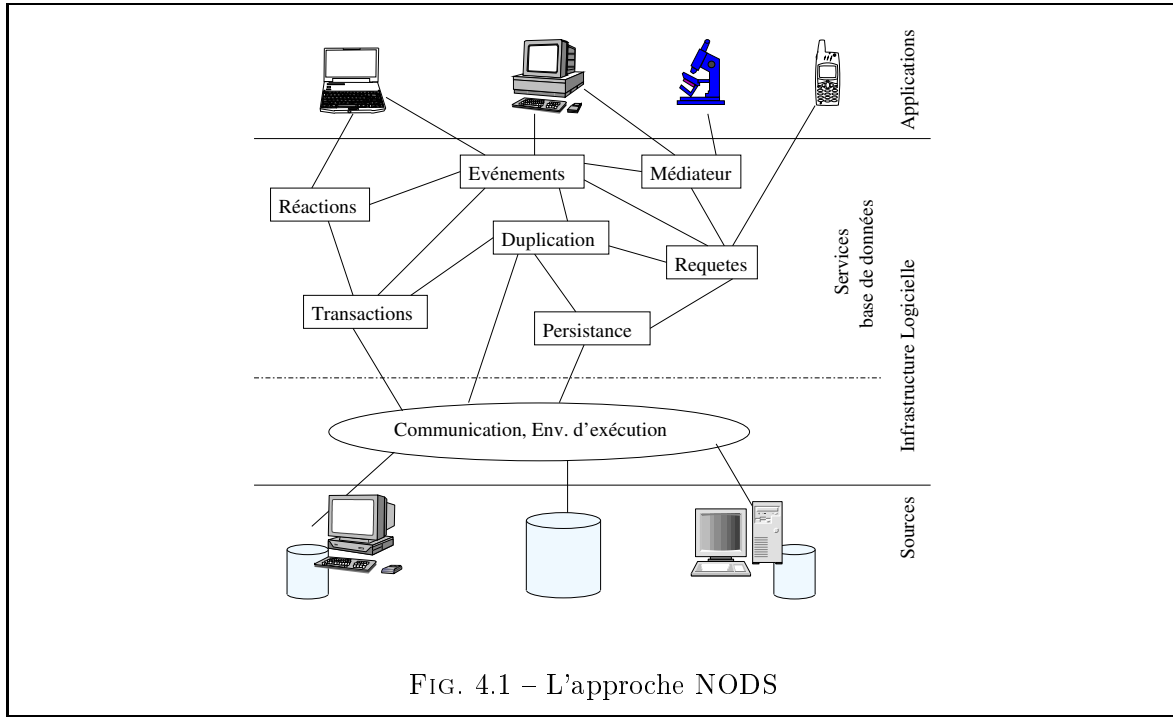 Applications
Evénements
Médiateur
Réactions
Duplication
Requetes
Services
base de données
Transactions
Persistance
Infrastructure Logicielle
Communication, Env. d'exécution
Sources
FIG. 4.1 – L'approche NODS